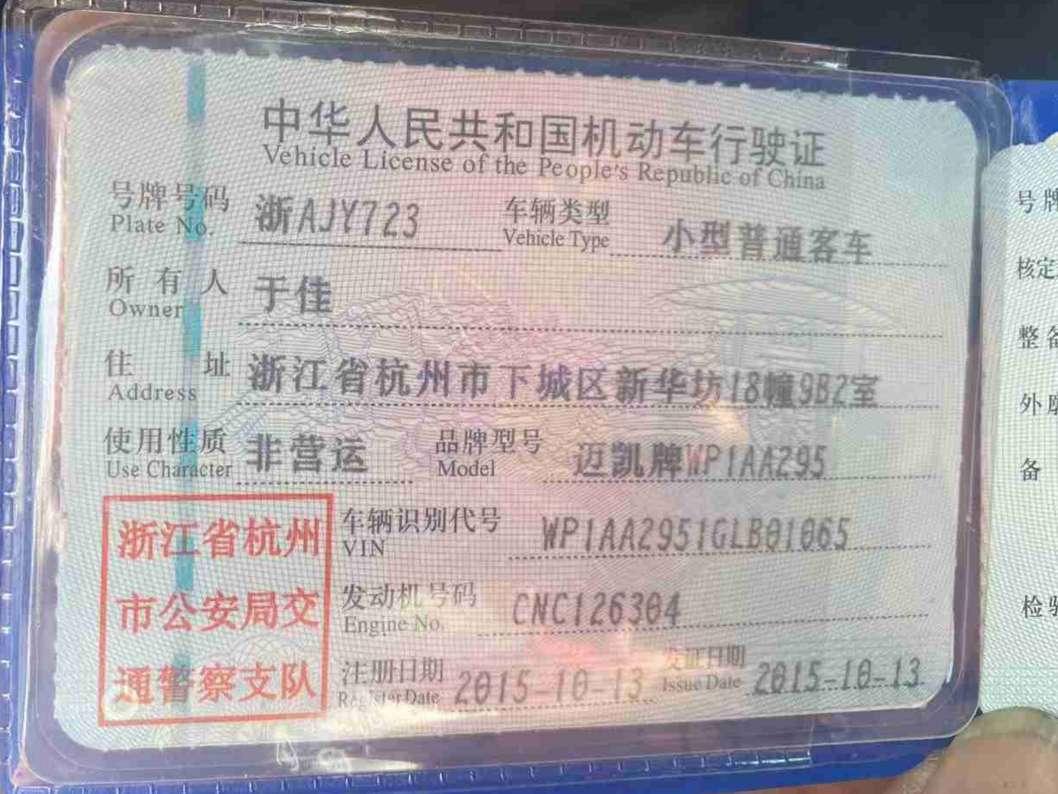 中华人民共和国机动车行驶证
Vehicle License of the People's Republic of China
号牌号码 浙AJY723 车辆类型 小型普通客车
Plate No. Vehicle Type
所有人 于佳
Owner
住址 浙江省杭州市下城区新华坊18幢9B2室
Address
使用性质 非营运 品牌型号 迈凯牌WP1AA295
Use Character Model
浙江省杭州
市公安局交
通警察支队
车辆识别代号 WP1AA2951GLB01065
VIN
发动机号码 CNC126304
Engine No.
注册日期 2015-10-13 发证日期 2015-10-13
Register Date Issue Date
号牌
核定
整备
外廓
备
检验